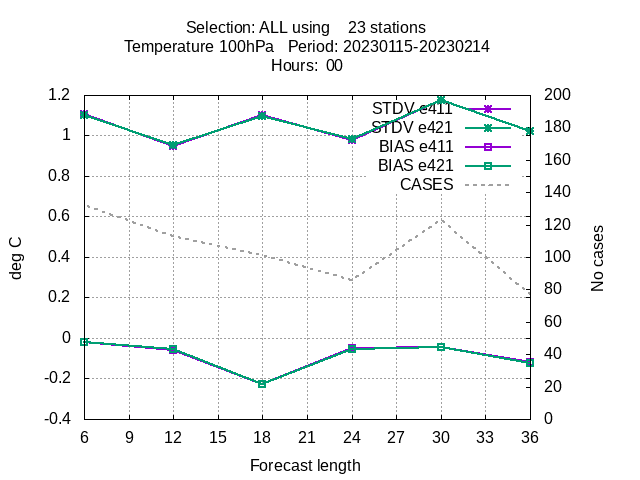 Selection: ALL using    23 stations
Temperature 100hPa   Period: 20230115-20230214
Hours:  00
STDV e411
STDV e421
BIAS e411
BIAS e421
CASES
deg C
1.2
1
0.8
0.6
0.4
0.2
0
-0.2
-0.4
200
180
160
140
120
100
80
60
40
20
0
No cases
6 9 12 15 18 21 24 27 30 33 36
Forecast length